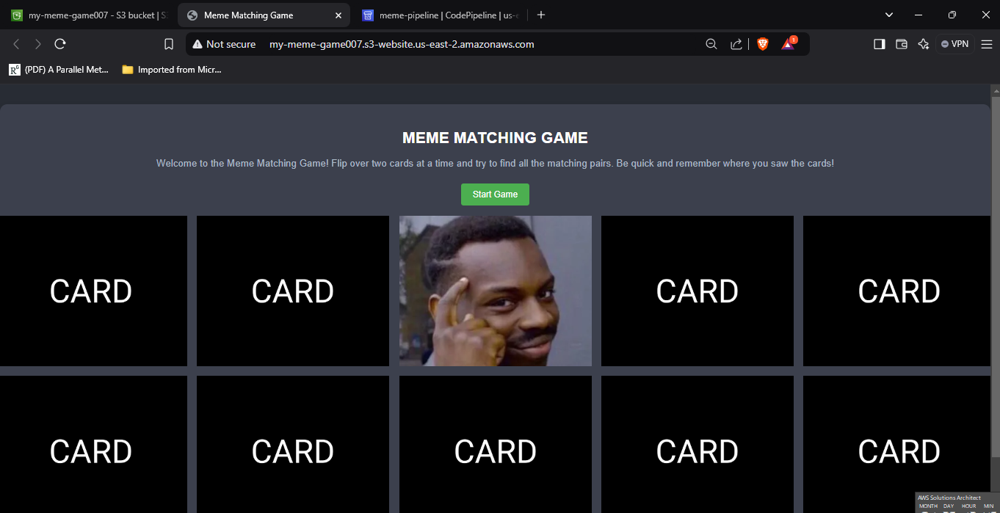 my-meme-game007 - S3 bucket | S
Meme Matching Game
meme-pipeline | CodePipeline | us-e
Not secure
my-meme-game007.s3-website.us-east-2.amazonaws.com
1
VPN
R
G
(PDF) A Parallel Met...
Imported from Micr...
MEME MATCHING GAME
Welcome to the Meme Matching Game! Flip over two cards at a time and try to find all the matching pairs. Be quick and remember where you saw the cards!
Start Game
CARD CARD CARD CARD
CARD CARD CARD CARD CARD
AWS Solutions Architect
MONTH DAY HOUR MIN